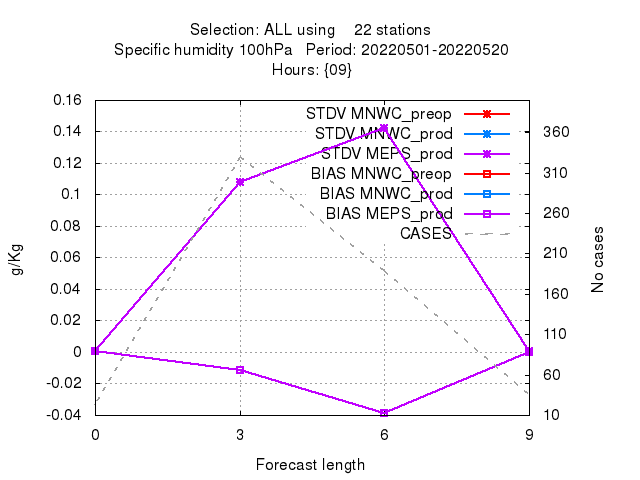 Selection: ALL using    22 stations
Specific humidity 100hPa   Period: 20220501-20220520
Hours: {09}
0.16
0.14
0.12
0.1
0.08
0.06
0.04
0.02
0
-0.02
-0.04
g/Kg
STDV MNWC_preop
STDV MNWC_prod
STDV MEPS_prod
BIAS MNWC_preop
BIAS MNWC_prod
BIAS MEPS_prod
CASES
360
310
260
210
160
110
60
10
No cases
0 3 6 9
Forecast length